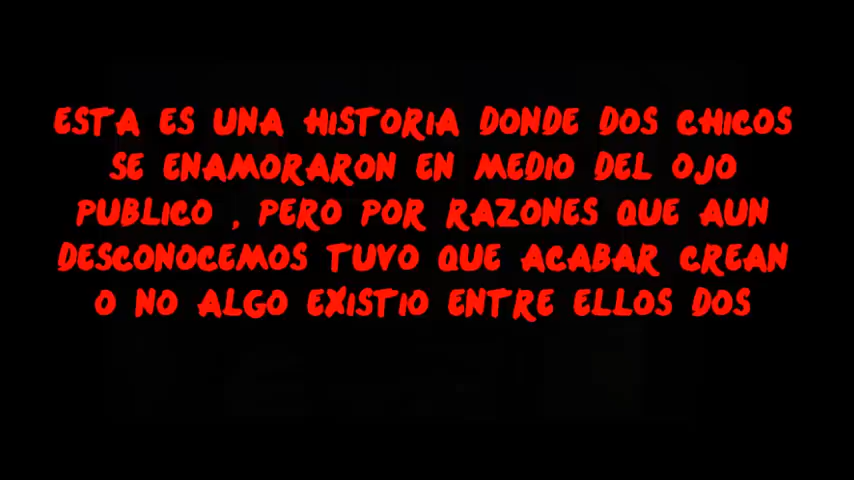 ESTA ES UNA HISTORIA DONDE DOS CHICOS
SE ENAMORARON EN MEDIO DEL OJO
PUBLICO , PERO POR RAZONES QUE AUN
DESCONOCEMOS TUVO QUE ACABAR CREAN
O NO ALGO EXISTIO ENTRE ELLOS DOS